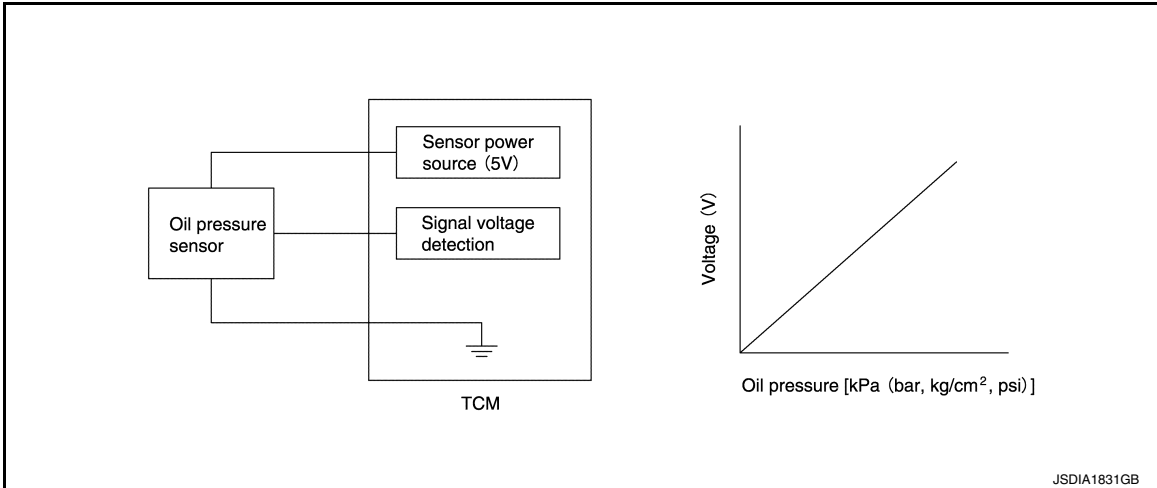 Sensor power
source (5V)
Oil pressure
sensor
Signal voltage
detection
TCM
Voltage (V)
Oil pressure [kPa (bar, kg/cm², psi)]
JSDIA1831GB